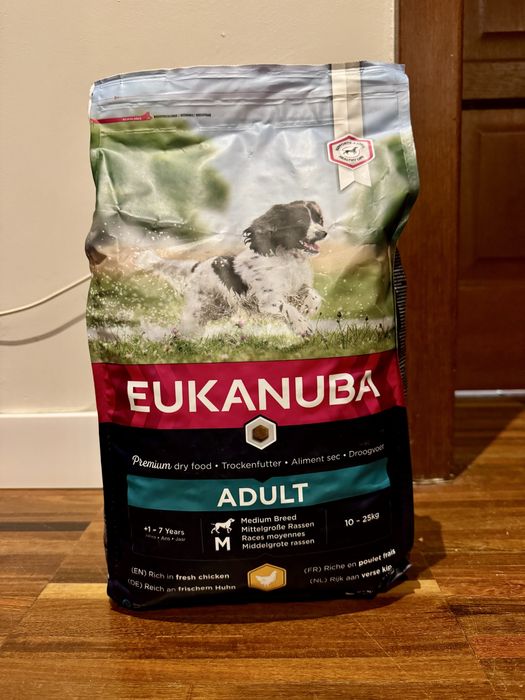 EUKANUBA
Premium dry food • Trockenfutter • Aliment sec • Droogvoer
ADULT
+1 - 7 Years
M
Medium Breed
Mittelgroße Rassen
Races moyennes
Middelgrote rassen
10 - 25kg
(EN) Rich in fresh chicken
(DE) Reich an frischem Huhn
(FR) Riche en poulet frais
(NL) Rijk aan verse kip